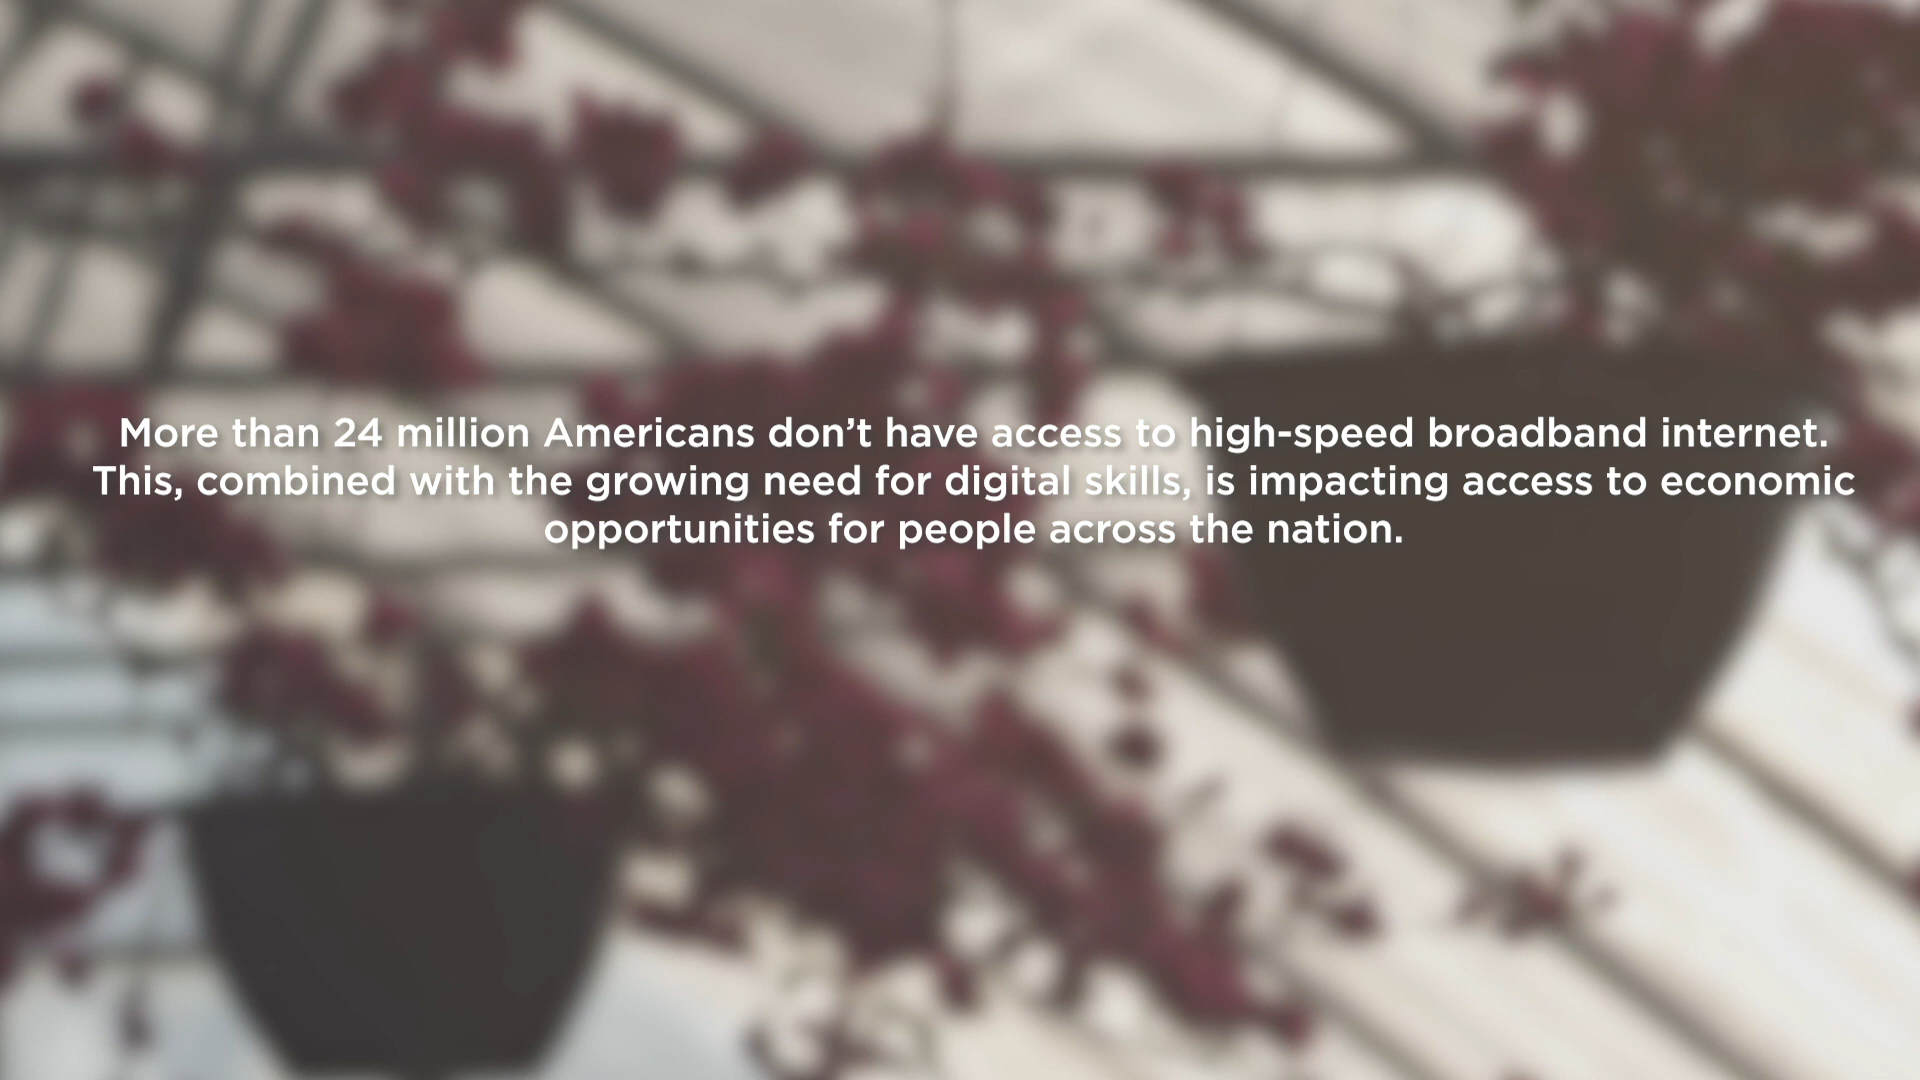 More than 24 million Americans don’t have access to high-speed broadband internet.
This, combined with the growing need for digital skills, is impacting access to economic
opportunities for people across the nation.